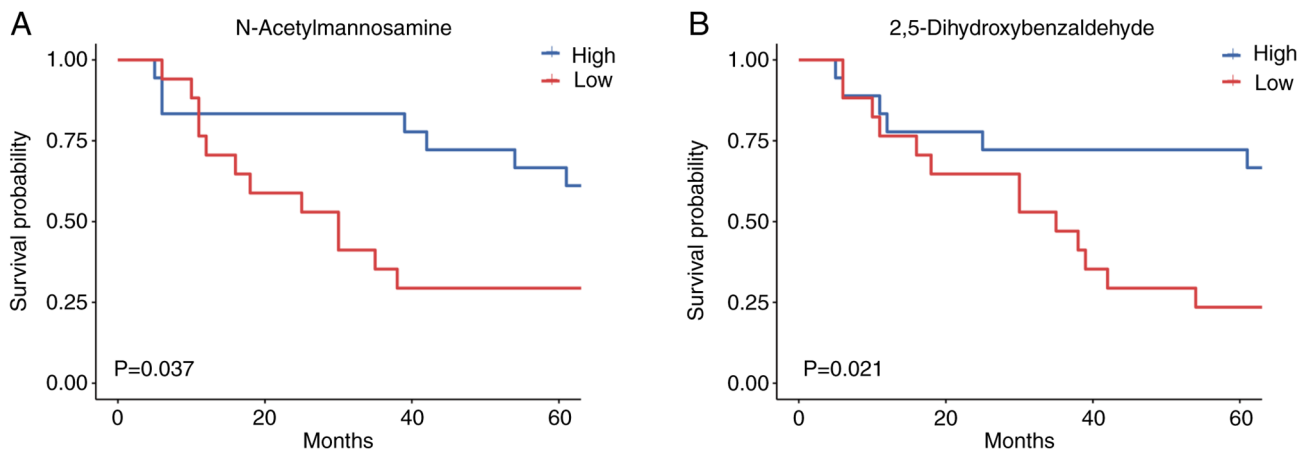 A
N-Acetylmannosamine
High
Low
Survival probability
1.00
0.75
0.50
0.25
0.00
P=0.037
0 20 40 60
Months
B
2,5-Dihydroxybenzaldehyde
High
Low
Survival probability
1.00
0.75
0.50
0.25
0.00
P=0.021
0 20 40 60
Months